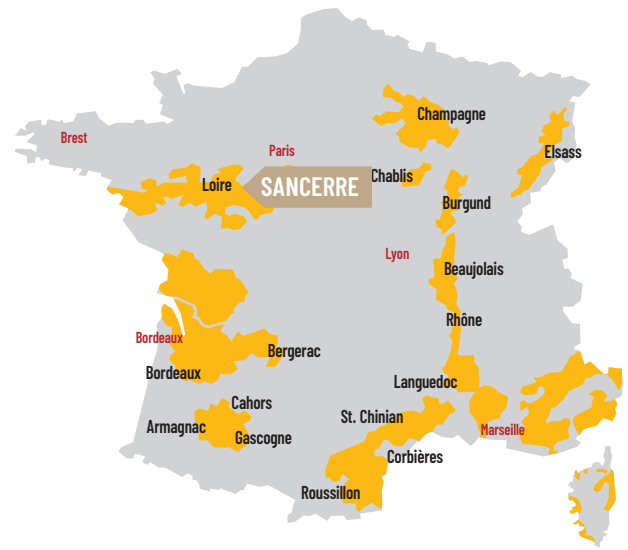 Champagne
Brest
Paris
Elsass
Chablis
Loire
SANCERRE
Burgund
Lyon
Beaujolais
Rhône
Bordeaux
Bergerac
Bordeaux
Languedoc
Cahors
St. Chinian
Armagnac
Marseille
Gascogne
Corbières
Roussillon